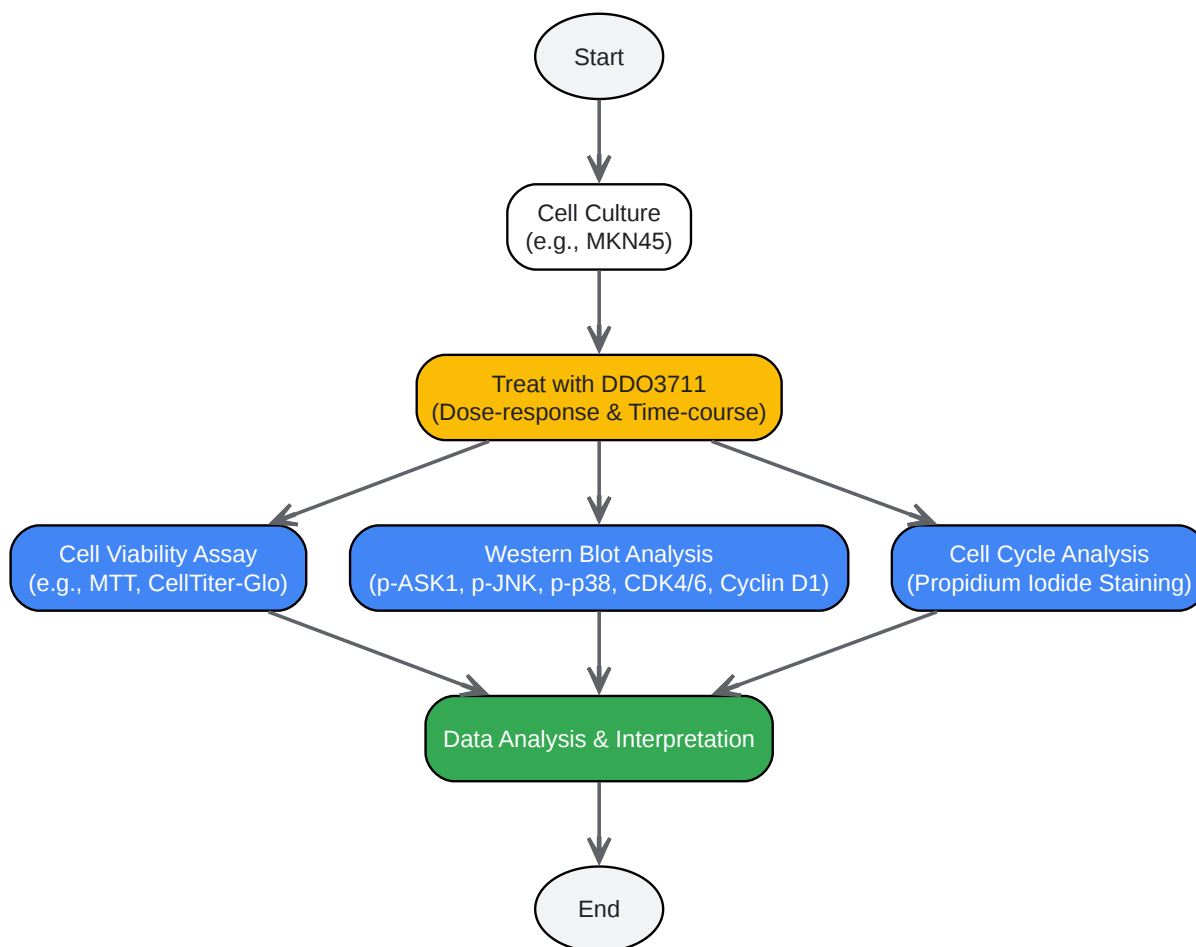 Start
Cell Culture
(e.g., MKN45)
Treat with DDO3711
(Dose-response & Time-course)
Cell Viability Assay
(e.g., MTT, CellTiter-Glo)
Western Blot Analysis
(p-ASK1, p-JNK, p-p38, CDK4/6, Cyclin D1)
Cell Cycle Analysis
(Propidium Iodide Staining)
Data Analysis & Interpretation
End